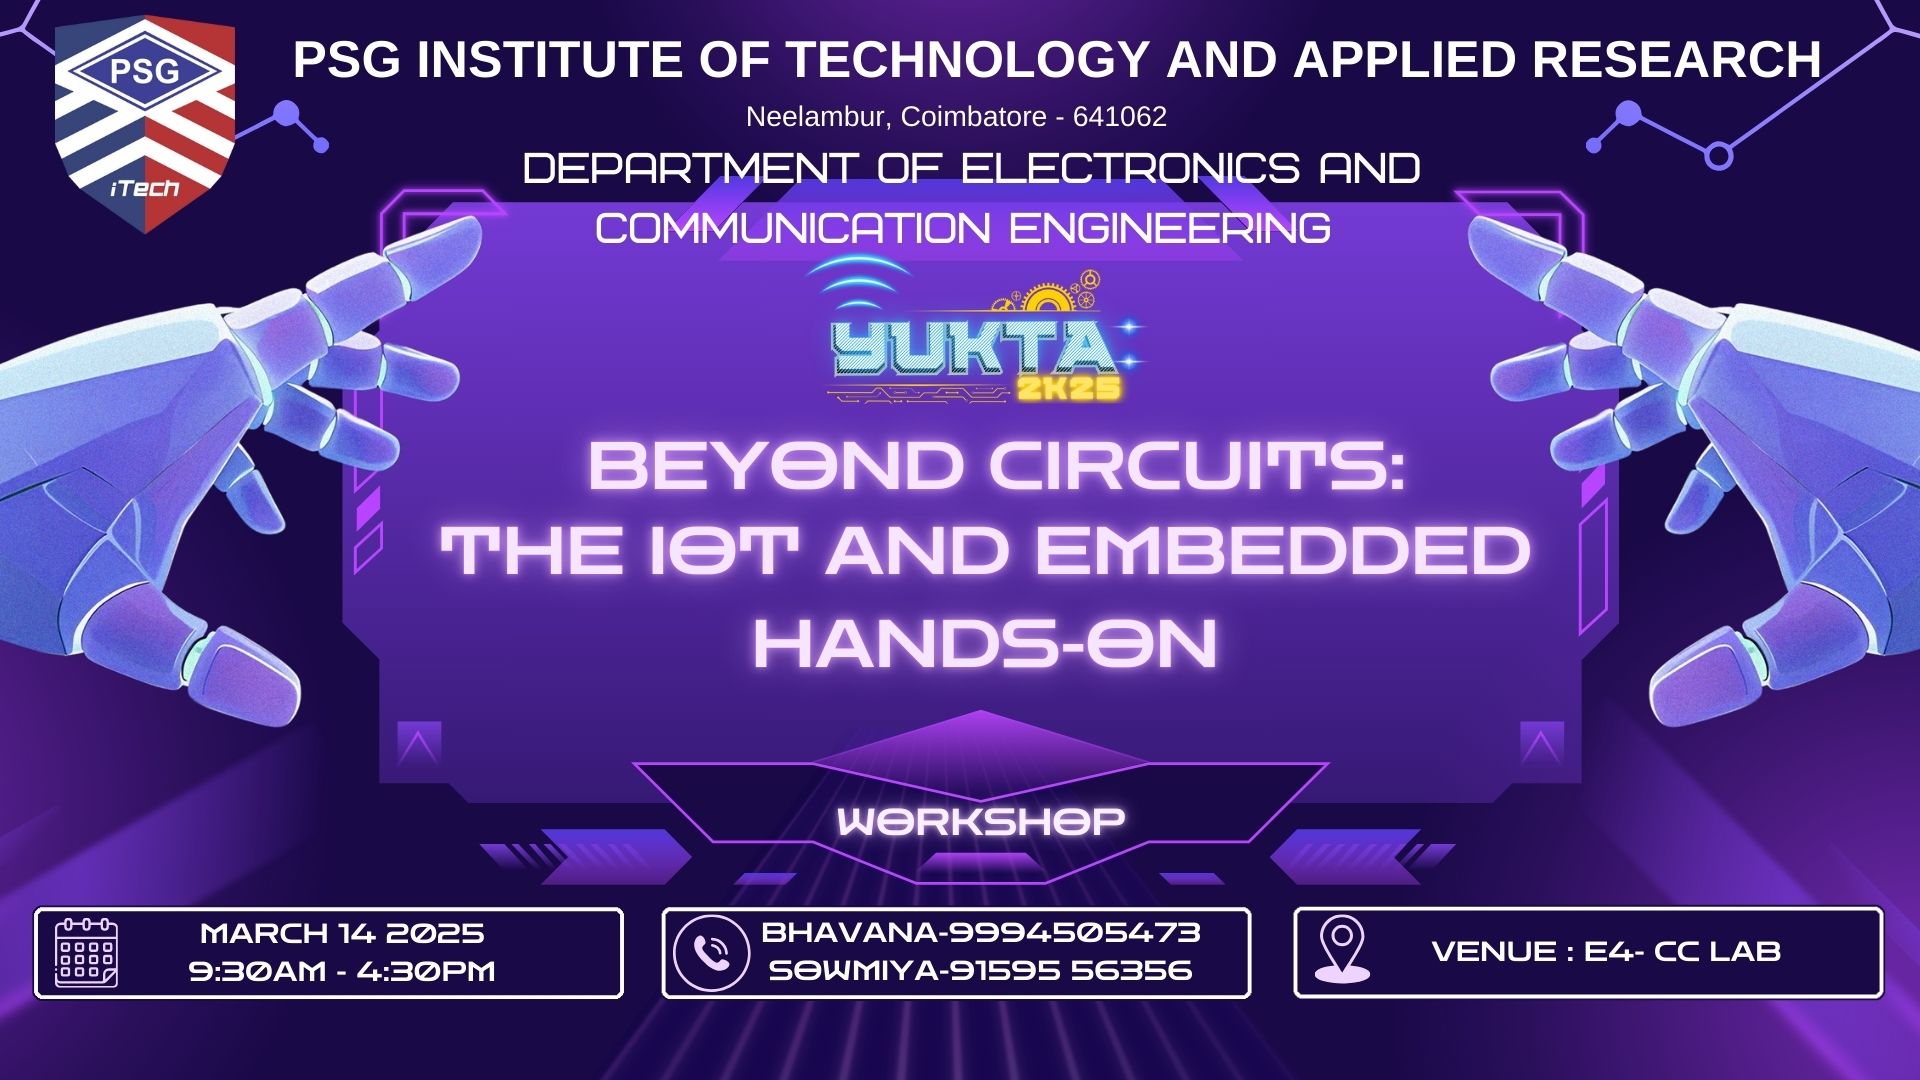 PSG
iTech
PSG INSTITUTE OF TECHNOLOGY AND APPLIED RESEARCH
Neelambur, Coimbatore - 641062
DEPARTMENT OF ELECTRONICS AND
COMMUNICATION ENGINEERING
YUKTA
2K25
BEYOND CIRCUITS:
THE IOT AND EMBEDDED
HANDS-ON
WORKSHOP
MARCH 14 2025
9:30AM - 4:30PM
BHAVANA-9994505473
SOWMIYA-91595 56356
VENUE : E4- CC LAB